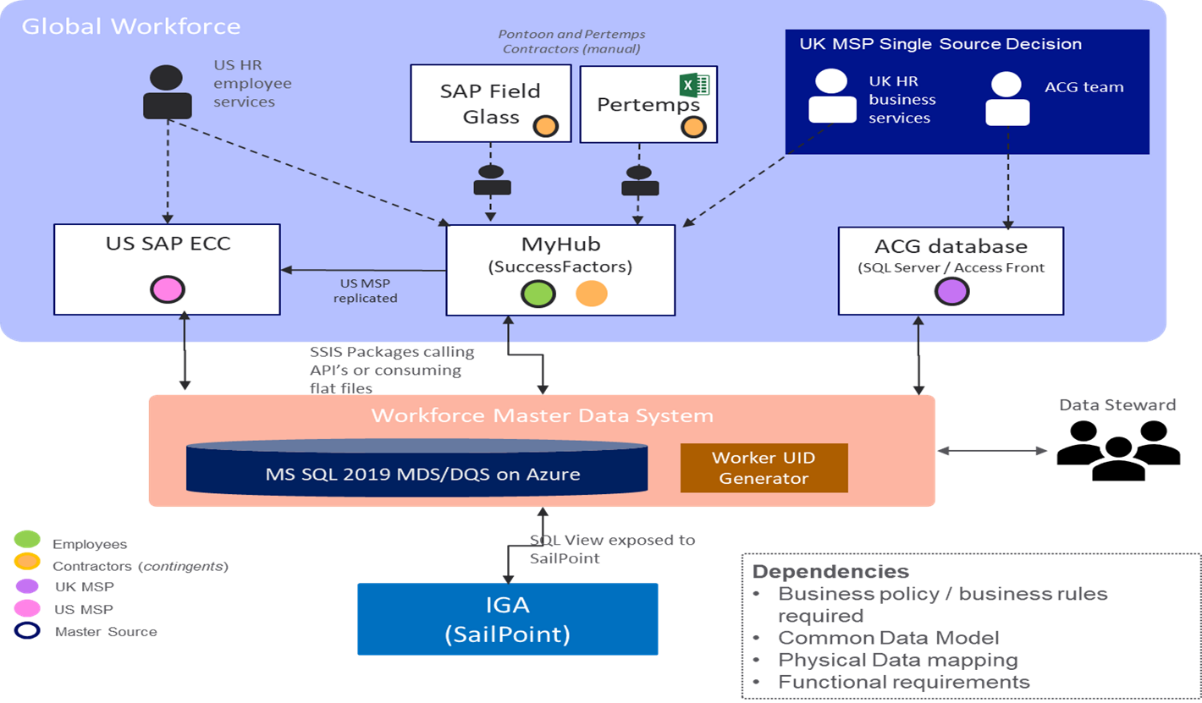 Global Workforce
Pontoon and Pertemps
Contractors (manual)
UK MSP Single Source Decision
US HR
employee
services
SAP Field
Glass
Pertemps
UK HR
business
services
ACG team
US SAP ECC
MyHub
(SuccessFactors)
ACG database
(SQL Server / Access Front
US MSP
replicated
SSIS Packages calling
API's or consuming
flat files
Workforce Master Data System
MS SQL 2019 MDS/DQS on Azure
Worker UID
Generator
Data Steward
SQL View exposed to
SailPoint
IGA
(SailPoint)
Employees
Contractors (contingents)
UK MSP
US MSP
Master Source
Dependencies
• Business policy / business rules
required
• Common Data Model
• Physical Data mapping
• Functional requirements